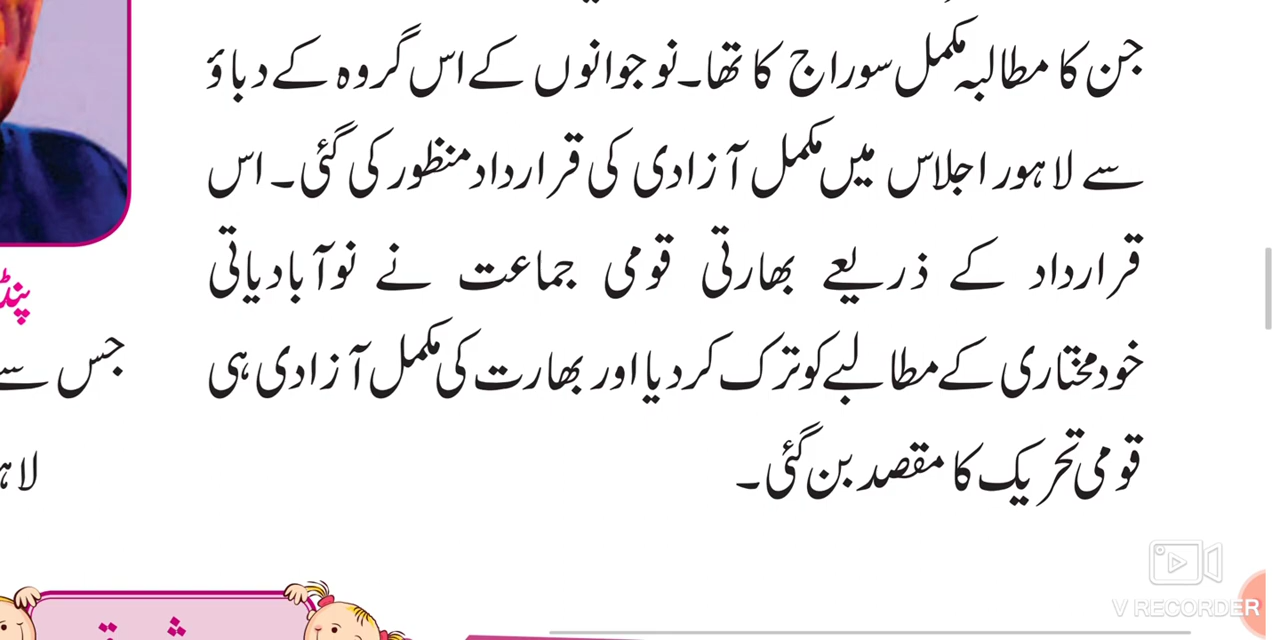 جن کا مطالبہ مکمل سوراج کا تھا۔ نوجوانوں کے اس گروہ کے دباؤ
سے لاہور اجلاس میں مکمل آزادی کی قرارداد منظور کی گئی۔ اس
قرارداد کے ذریعے بھارتی قومی جماعت نے نوآبادیاتی
خودمختاری کے مطالبے کو ترک کر دیا اور بھارت کی مکمل آزادی ہی
قومی تحریک کا مقصد بن گئی۔
جس سے
V RECORDER